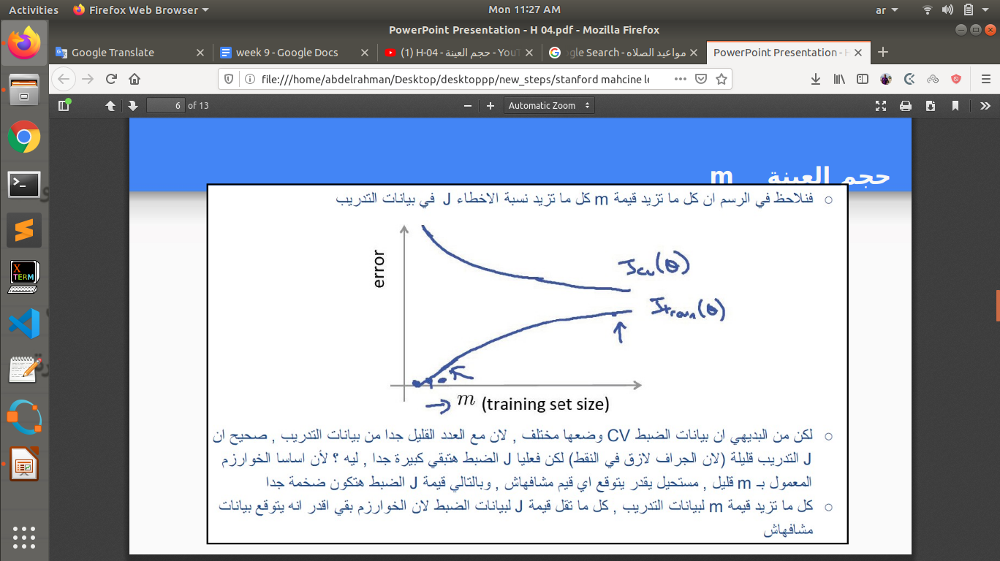 Activities
Firefox Web Browser
Mon 11:27 AM
ar
PowerPoint Presentation - H 04.pdf - Mozilla Firefox
Google Translate
week 9 - Google Docs
(1) H-04 - حجم العينة - YouT
مواعيد الصلاه - gle Search
PowerPoint Presentation - H
file:///home/abdelrahman/Desktop/desktoppp/new_steps/stanford mahcine le
6 of 13
Automatic Zoom
حجم العينة m
فنلاحظ في الرسم ان كل ما تزيد قيمة m كل ما تزيد نسبة الاخطاء J في بيانات التدريب
error
Jcv(θ)
Jtrain(θ)
m (training set size)
لكن من البديهي ان بيانات الضبط CV وضعها مختلف , لان مع العدد القليل جدا من بيانات التدريب , صحيح ان
J التدريب قليلة (لان الجراف لازق في النقط) لكن فعليا J الضبط هتبقي كبيرة جدا , ليه ؟ لأن اساسا الخوارزم
المعمول بـ m قليل , مستحيل يقدر يتوقع اي قيم مشافهاش , وبالتالي قيمة J الضبط هتكون ضخمة جدا
كل ما تزيد قيمة m لبيانات التدريب , كل ما تقل قيمة J لبيانات الضبط لان الخوارزم بقي اقدر انه يتوقع بيانات
مشافهاش
X
TERM